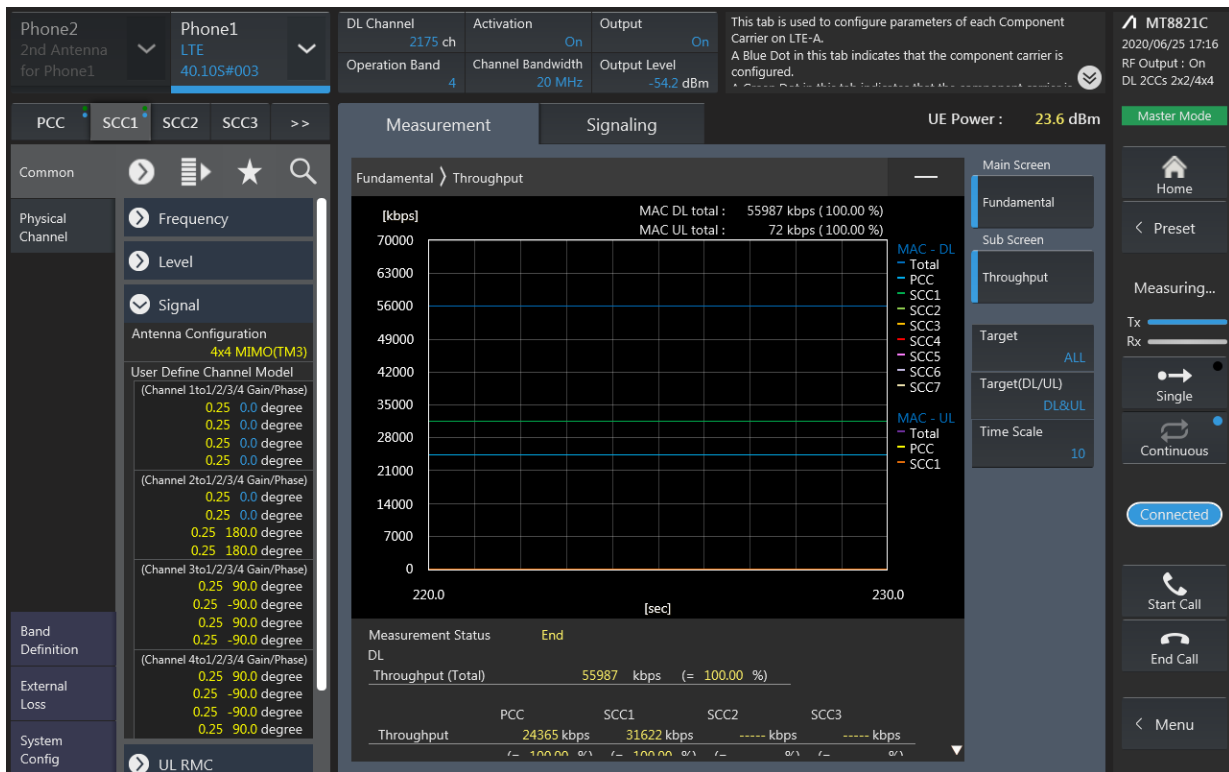 Phone2
2nd Antenna
for Phone1
Phone1
LTE
40.10S#003
DL Channel
2175 ch
Activation
On
Output
On
Operation Band
4
Channel Bandwidth
20 MHz
Output Level
-54.2 dBm
This tab is used to configure parameters of each Component
Carrier on LTE-A.
A Blue Dot in this tab indicates that the component carrier is
configured.
MT8821C
2020/06/25 17:16
RF Output : On
DL 2CCs 2x2/4x4
Master Mode
PCC SCC1 SCC2 SCC3 >>
Measurement Signaling
UE Power : 23.6 dBm
Common
Physical
Channel
Frequency
Level
Signal
Antenna Configuration
4x4 MIMO(TM3)
User Define Channel Model
(Channel 1to1/2/3/4 Gain/Phase)
0.25 0.0 degree
0.25 0.0 degree
0.25 0.0 degree
0.25 0.0 degree
(Channel 2to1/2/3/4 Gain/Phase)
0.25 0.0 degree
0.25 0.0 degree
0.25 180.0 degree
0.25 180.0 degree
(Channel 3to1/2/3/4 Gain/Phase)
0.25 90.0 degree
0.25 -90.0 degree
0.25 90.0 degree
0.25 -90.0 degree
(Channel 4to1/2/3/4 Gain/Phase)
0.25 90.0 degree
0.25 -90.0 degree
0.25 -90.0 degree
0.25 90.0 degree
UL RMC
Band
Definition
External
Loss
System
Config
Fundamental ❭ Throughput
[kbps]
MAC DL total : 55987 kbps ( 100.00 %)
MAC UL total : 72 kbps ( 100.00 %)
70000
63000
56000
49000
42000
35000
28000
21000
14000
7000
0
220.0
230.0
[sec]
MAC - DL
Total
PCC
SCC1
SCC2
SCC3
SCC4
SCC5
SCC6
SCC7
MAC - UL
Total
PCC
SCC1
Measurement Status End
DL
Throughput (Total) 55987 kbps (= 100.00 %)
PCC SCC1 SCC2 SCC3
Throughput 24365 kbps 31622 kbps ----- kbps ----- kbps
(= 100.00 %) (= 100.00 %) (= %) (= %)
Main Screen
Fundamental
Sub Screen
Throughput
Target
ALL
Target(DL/UL)
DL&UL
Time Scale
10
Home
< Preset
Measuring...
Tx
Rx
Single
Continuous
Connected
Start Call
End Call
< Menu